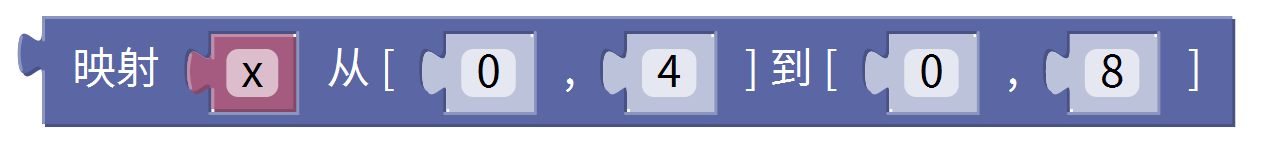 映射 x 从 [ 0 , 4 ] 到 [ 0 , 8 ]